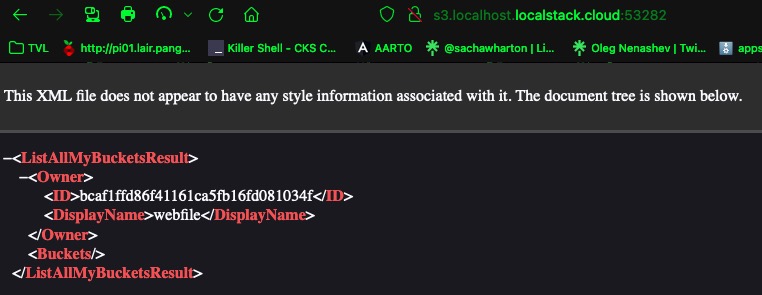 s3.localhost.localstack.cloud:53282
TVL http://pi01.lair.pang... Killer Shell - CKS C... AARTO @sachawharton | Li... Oleg Nenashev | Twi... apps
This XML file does not appear to have any style information associated with it. The document tree is shown below.
–<ListAllMyBucketsResult>
–<Owner>
<ID>bcaf1ffd86f41161ca5fb16fd081034f</ID>
<DisplayName>webfile</DisplayName>
</Owner>
<Buckets/>
</ListAllMyBucketsResult>